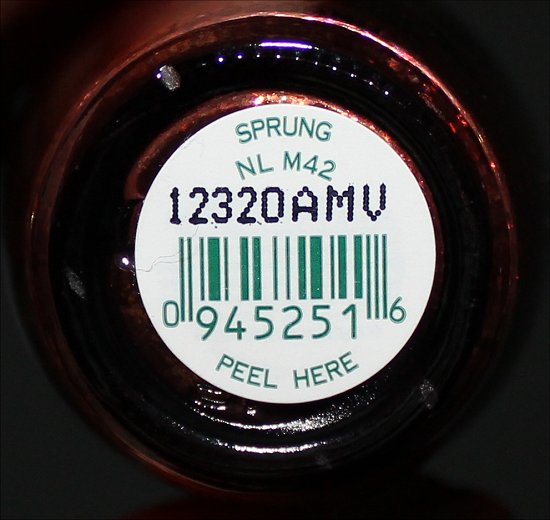 SPRUNG
NL M42
12320AMV
0 945251 6
PEEL HERE